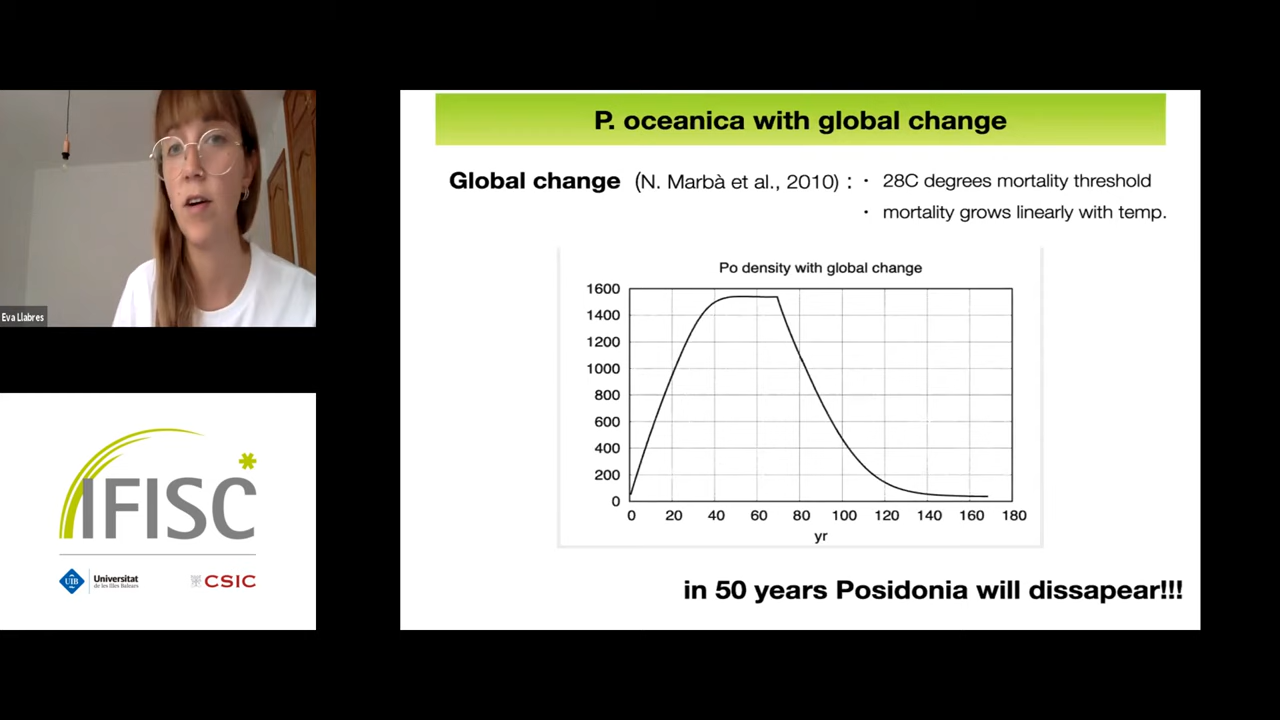 P. oceanica with global change
Global change (N. Marbà et al., 2010) : · 28C degrees mortality threshold
· mortality grows linearly with temp.
Po density with global change
1600
1400
1200
1000
800
600
400
200
0
0 20 40 60 80 100 120 140 160 180
yr
in 50 years Posidonia will dissapear!!!
Eva Llabres
IFISC
UIB Universitat
de les Illes Balears
CSIC